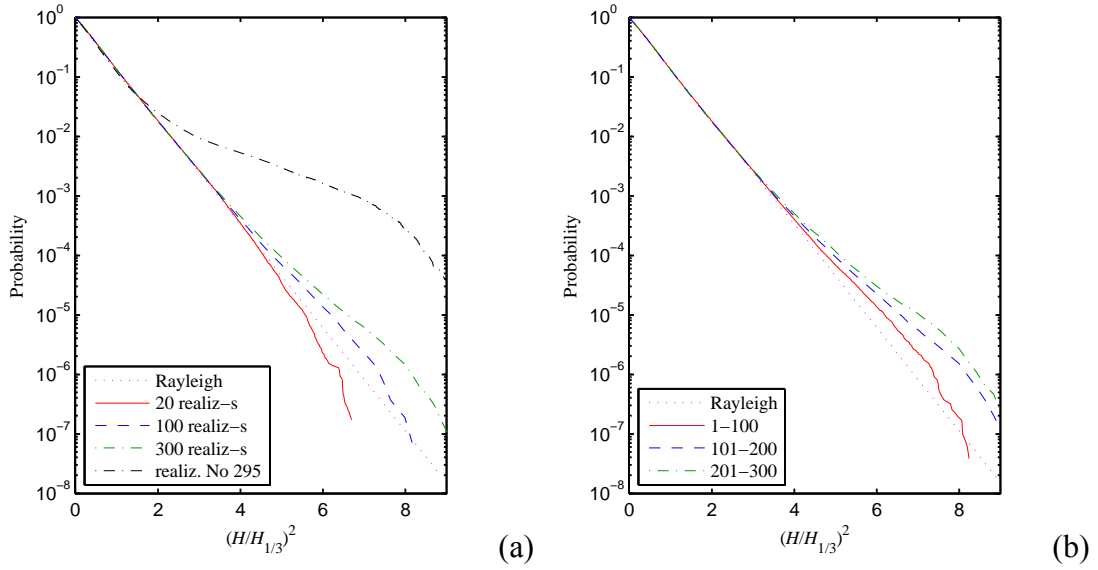 10^0
10^−1
10^−2
10^−3
10^−4
10^−5
10^−6
10^−7
10^−8
Probability
0 2 4 6 8
(H/H_{1/3})^2
Rayleigh
20 realiz−s
100 realiz−s
300 realiz−s
realiz. No 295
(a)
10^0
10^−1
10^−2
10^−3
10^−4
10^−5
10^−6
10^−7
10^−8
Probability
0 2 4 6 8
(H/H_{1/3})^2
Rayleigh
1−100
101−200
201−300
(b)